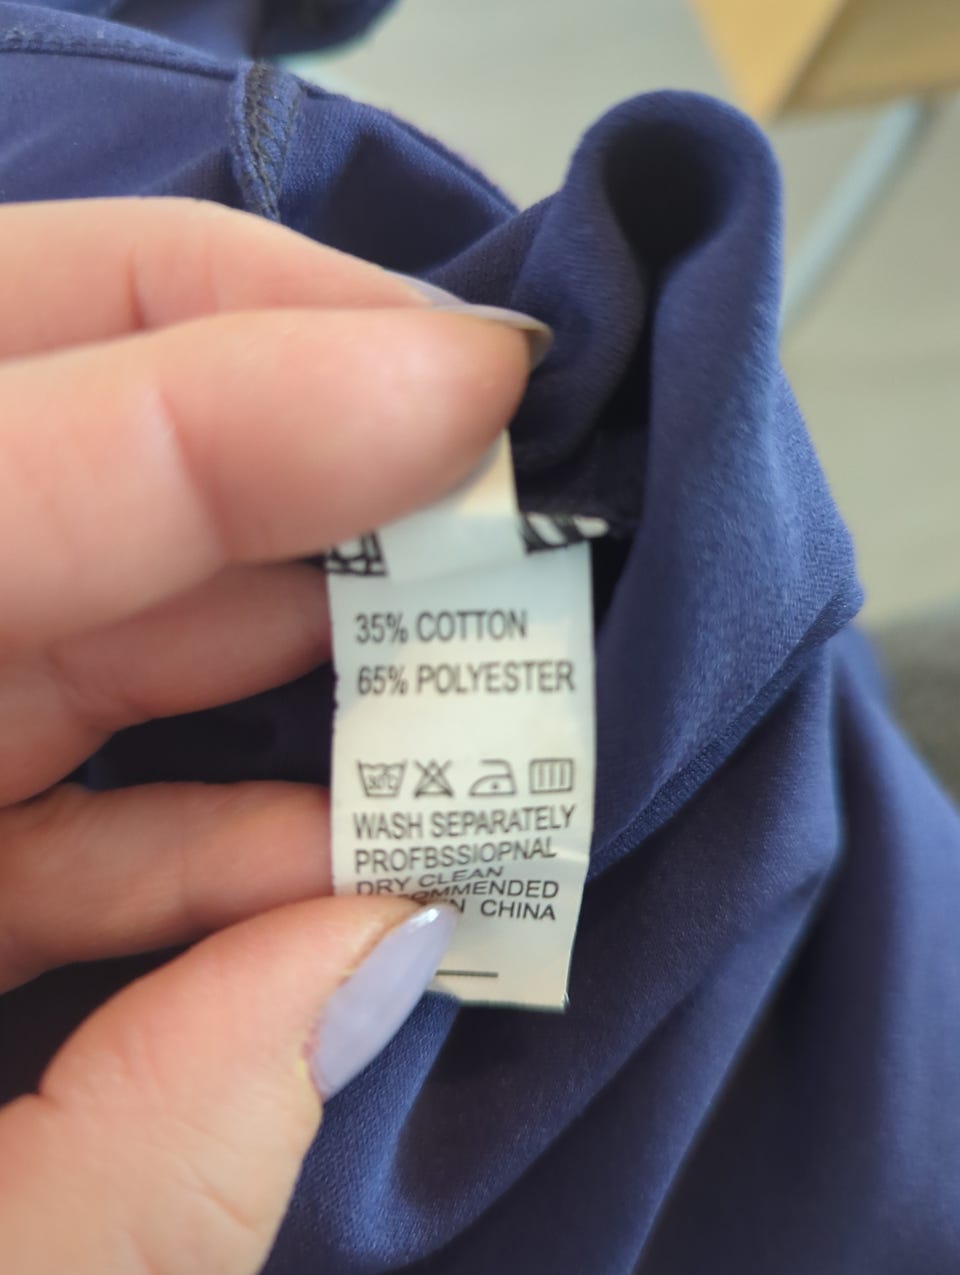 35% COTTON
65% POLYESTER
WASH SEPARATELY
PROFBSSIOPNAL
DRY CLEAN
CHINA